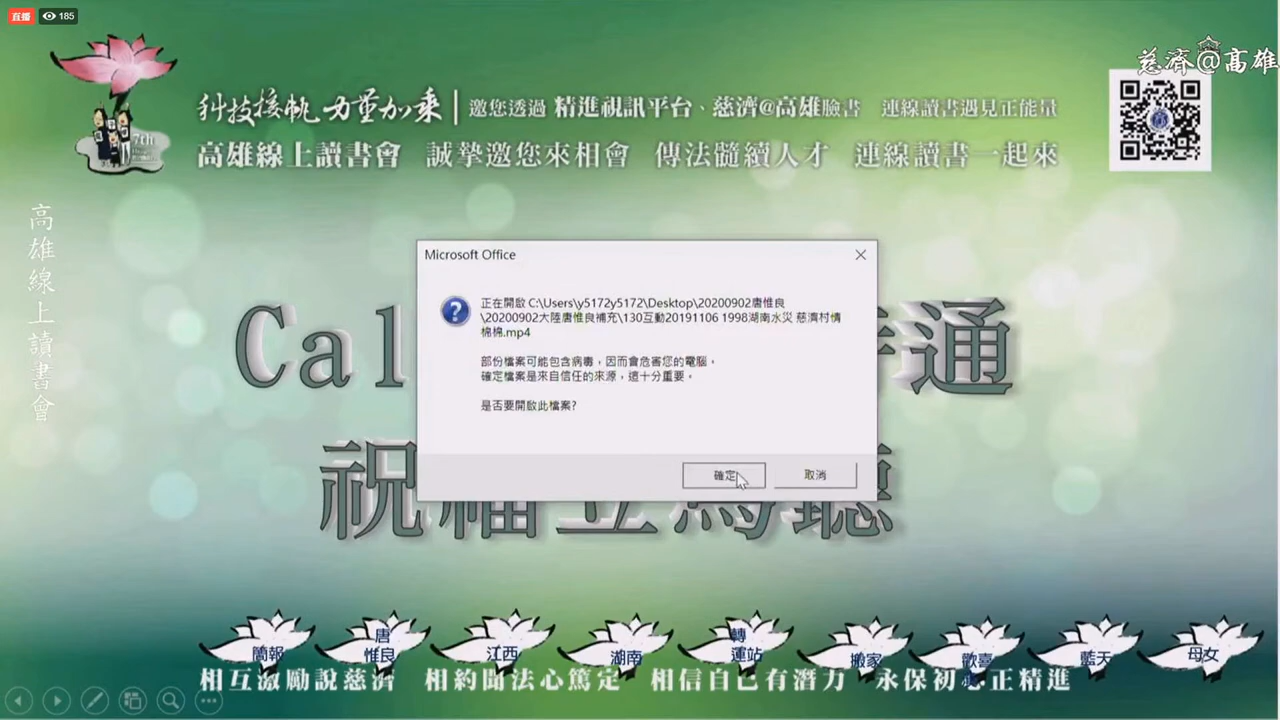 直播 185
慈濟@高雄
科技接軌 力量加乘 邀您透過 精進視訊平台、慈濟@高雄臉書 連線讀書遇見正能量
7th
高雄線上讀書會 誠摯邀您來相會 傳法髓續人才 連線讀書一起來
高雄線上讀書會
Microsoft Office
正在開啟 C:\Users\y5172y5172\Desktop\20200902唐惟良
\20200902大陸唐惟良補充\130互動20191106 1998湖南水災 慈濟村情
棉棉.mp4
部份檔案可能包含病毒，因而會危害您的電腦。
確定檔案是來自信任的來源，這十分重要。
是否要開啟此檔案?
確定 取消
Cal 通
祝福立馬聽
簡報 唐惟良 江西 湖南 轉運站 搬家 歡喜 藍天 母女
相互激勵說慈濟 相約聞法心篤定 相信自己有潛力 永保初心正精進